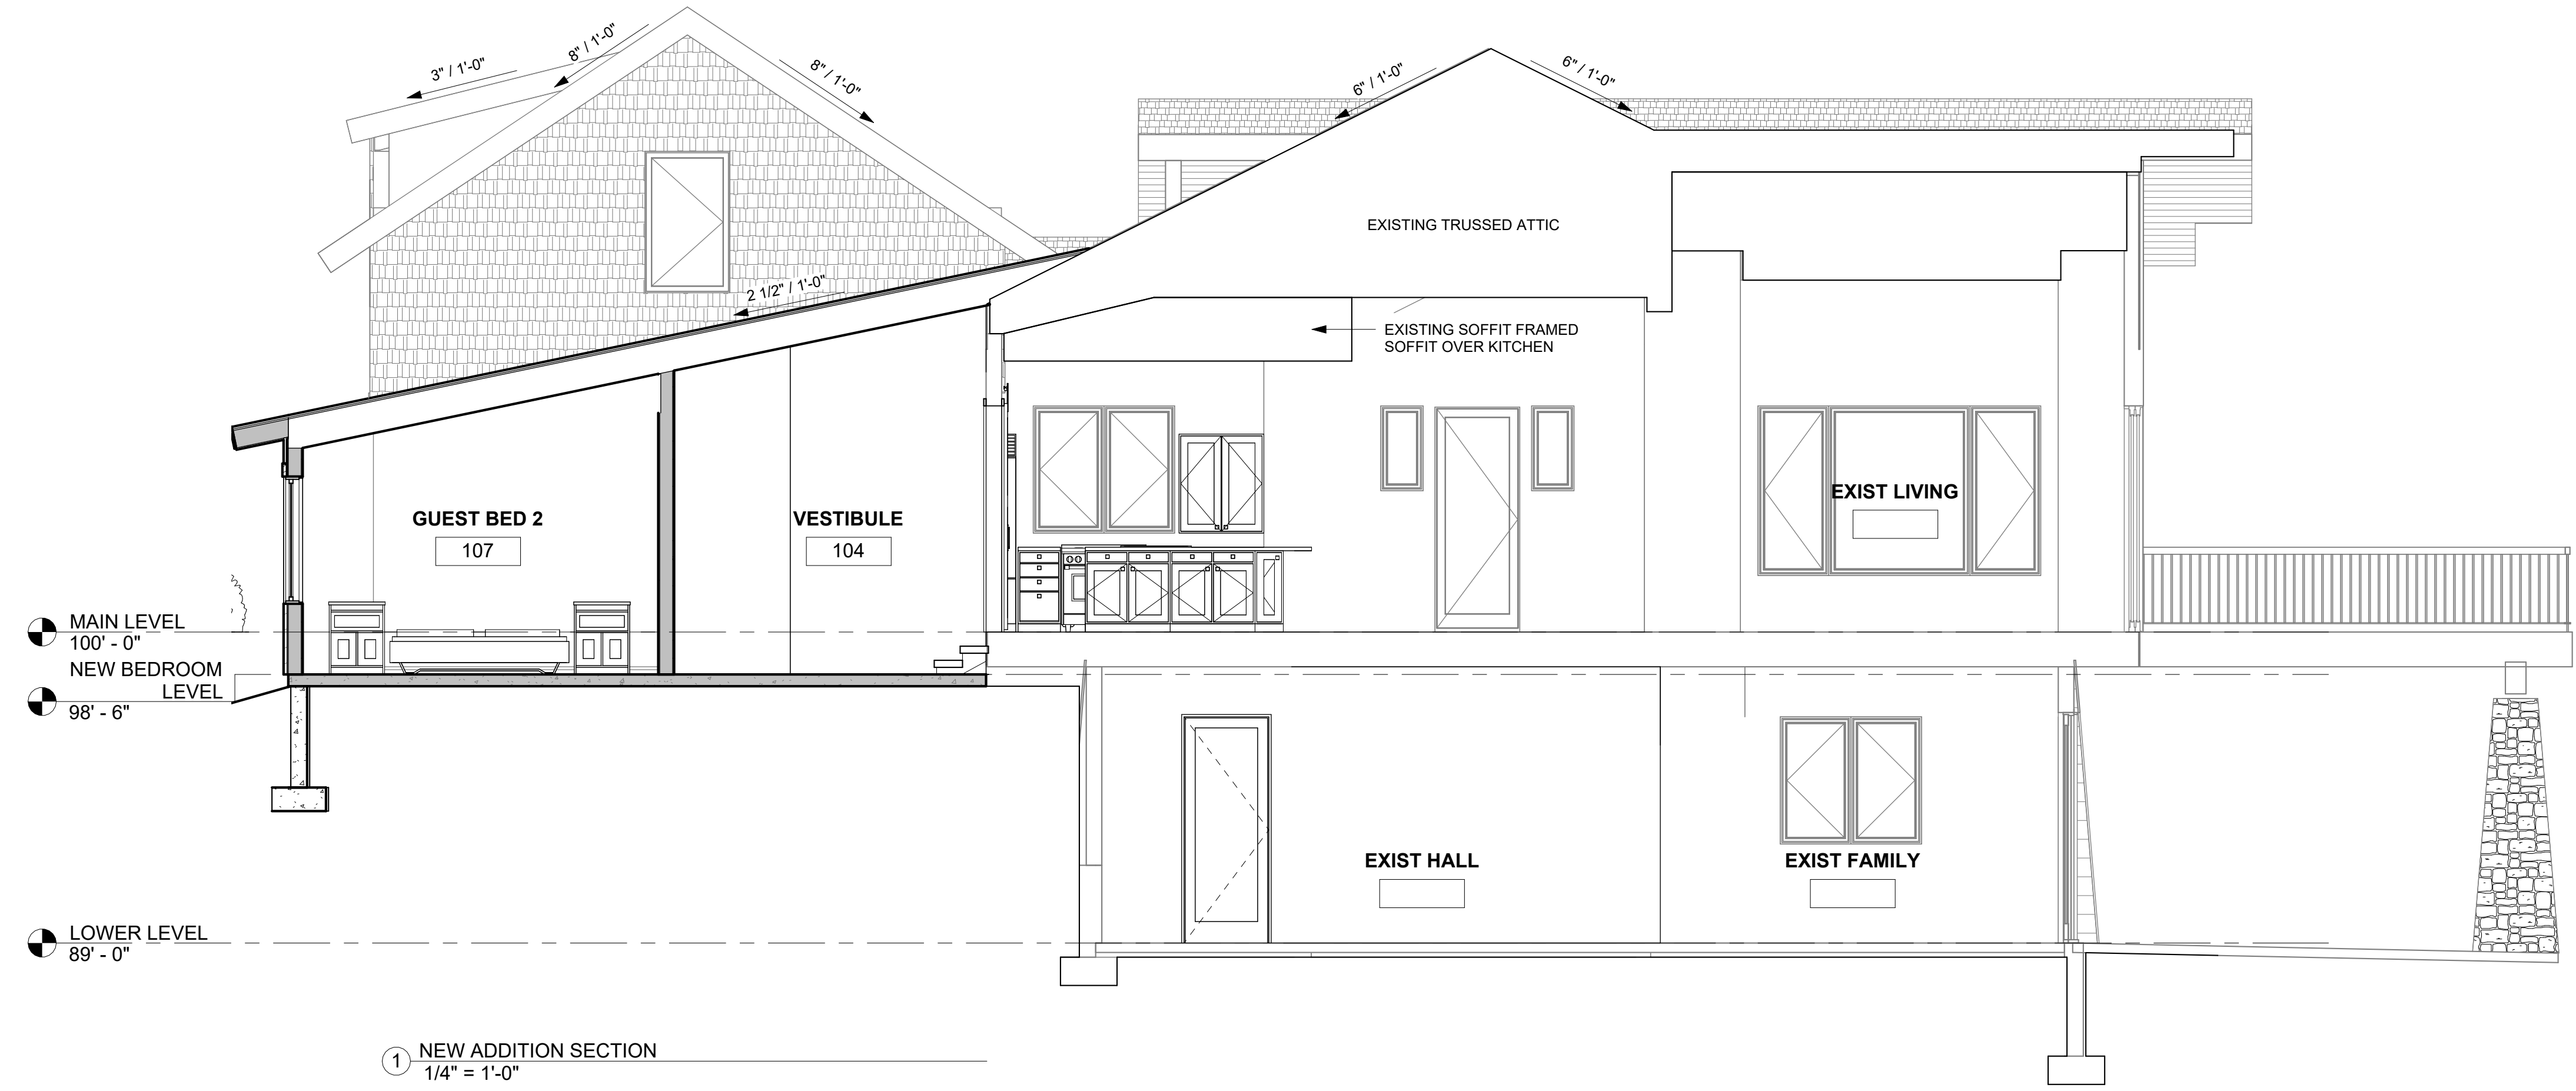 3" / 1'-0"
8" / 1'-0"
8" / 1'-0"
6" / 1'-0"
6" / 1'-0"
EXISTING TRUSSED ATTIC
2 1/2" / 1'-0"
EXISTING SOFFIT FRAMED
SOFFIT OVER KITCHEN
GUEST BED 2
107
VESTIBULE
104
EXIST LIVING
MAIN LEVEL
100' - 0"
NEW BEDROOM
LEVEL
98' - 6"
EXIST HALL
EXIST FAMILY
LOWER LEVEL
89' - 0"
1
NEW ADDITION SECTION
1/4" = 1'-0"